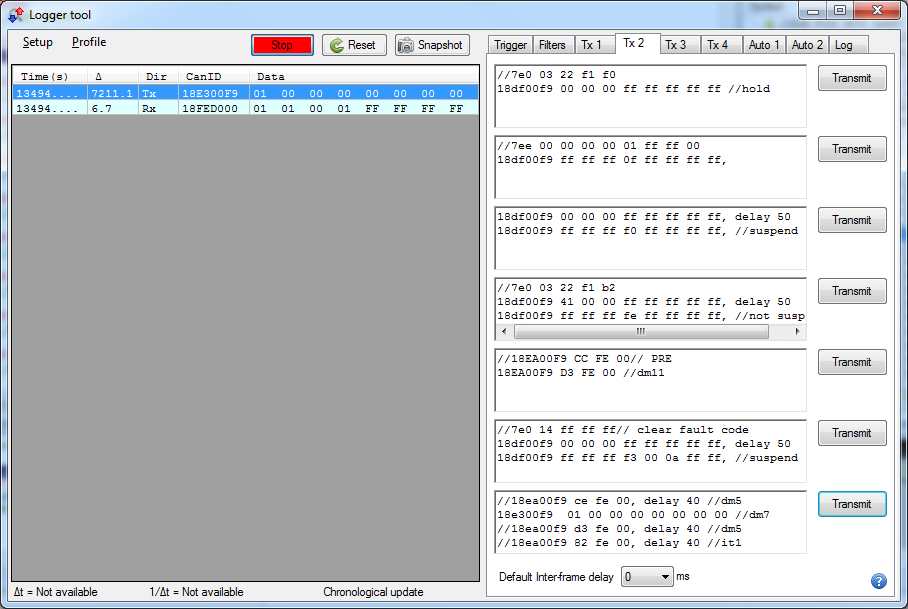 Logger tool
Setup Profile
Stop Reset Snapshot
Time(s) Δ Dir CanID Data
13494.... 7211.1 Tx 18E300F9 01 00 00 00 00 00 00 00
13494.... 6.7 Rx 18FED000 01 01 00 01 FF FF FF FF
Δt = Not available 1/Δt = Not available Chronological update
Trigger Filters Tx 1 Tx 2 Tx 3 Tx 4 Auto 1 Auto 2 Log
//7e0 03 22 f1 f0
18df00f9 00 00 00 ff ff ff ff ff //hold
Transmit
//7ee 00 00 00 00 01 ff ff 00
18df00f9 ff ff ff 0f ff ff ff ff,
Transmit
18df00f9 00 00 00 ff ff ff ff ff, delay 50
18df00f9 ff ff ff f0 ff ff ff ff, //suspend
Transmit
//7e0 03 22 f1 b2
18df00f9 41 00 00 ff ff ff ff ff, delay 50
18df00f9 ff ff ff fe ff ff ff ff, //not susp
Transmit
//18EA00F9 CC FE 00// PRE
18EA00F9 D3 FE 00 //dm11
Transmit
//7e0 14 ff ff ff// clear fault code
18df00f9 00 00 00 ff ff ff ff ff, delay 50
18df00f9 ff ff ff f3 00 0a ff ff, //suspend
Transmit
//18ea00f9 ce fe 00, delay 40 //dm5
18e300f9  01 00 00 00 00 00 00 00 //dm7
//18ea00f9 d3 fe 00, delay 40 //dm5
//18ea00f9 82 fe 00, delay 40 //it1
Transmit
Default Inter-frame delay 0 ms
?